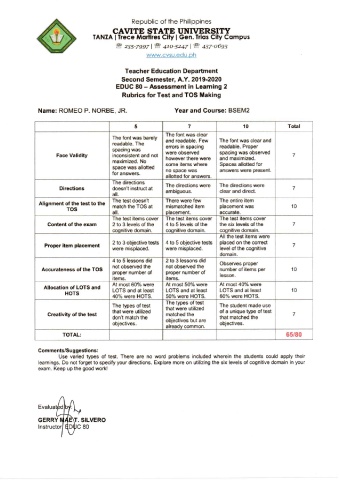 Republic of the Philippines
CAVITE STATE UNIVERSITY
TANZA | Trece Martires City | Gen. Trias City Campus
☏ 235-7997 | ☏ 410-5247 | ☏ 437-0693
www.cvsu.edu.ph
Teacher Education Department
Second Semester, A.Y. 2019-2020
EDUC 80 – Assessment in Learning 2
Rubrics for Test and TOS Making
Name: ROMEO P. NORBE, JR. Year and Course: BSEM2
5 7 10 Total
Face Validity
The font was barely
readable. The
spacing was
inconsistent and not
maximized. No
space was allotted
for answers.
The font was clear
and readable. Few
errors in spacing
were observed
however there were
some items where
no space was
allotted for answers.
The font was clear and
readable. Proper
spacing was observed
and maximized.
Spaces allotted for
answers were present.
7
Directions
The directions
doesn't instruct at
all.
The directions were
ambiguous.
The directions were
clear and direct.
7
Alignment of the test to the
TOS
The test doesn't
match the TOS at
all.
There were few
mismatched item
placement.
The entire item
placement was
accurate.
10
Content of the exam
The test items cover
2 to 3 levels of the
cognitive domain.
The test items cover
4 to 5 levels of the
cognitive domain.
The test items cover
the six levels of the
cognitive domain.
7
Proper item placement
2 to 3 objective tests
were misplaced.
4 to 5 objective tests
were misplaced.
All the test items were
placed on the correct
level of the cognitive
domain.
7
Accurateness of the TOS
4 to 5 lessons did
not observed the
proper number of
items.
2 to 3 lessons did
not observed the
proper number of
items.
Observes proper
number of items per
lesson.
10
Allocation of LOTS and
HOTS
At most 60% were
LOTS and at least
40% were HOTS.
At most 50% were
LOTS and at least
50% were HOTS.
At most 40% were
LOTS and at least
60% were HOTS.
10
Creativity of the test
The types of test
that were utilized
don't match the
objectives.
The types of test
that were utilized
matched the
objectives but are
already common.
The student made use
of a unique type of test
that matched the
objectives.
7
TOTAL: 65/80
Comments/Suggestions:
Use varied types of test. There are no word problems included wherein the students could apply their
learnings. Do not forget to specify your directions. Explore more on utilizing the six levels of cognitive domain in your
exam. Keep up the good work!
Evaluated by:
GERRY MAE T. SILVERO
Instructor, EDUC 80